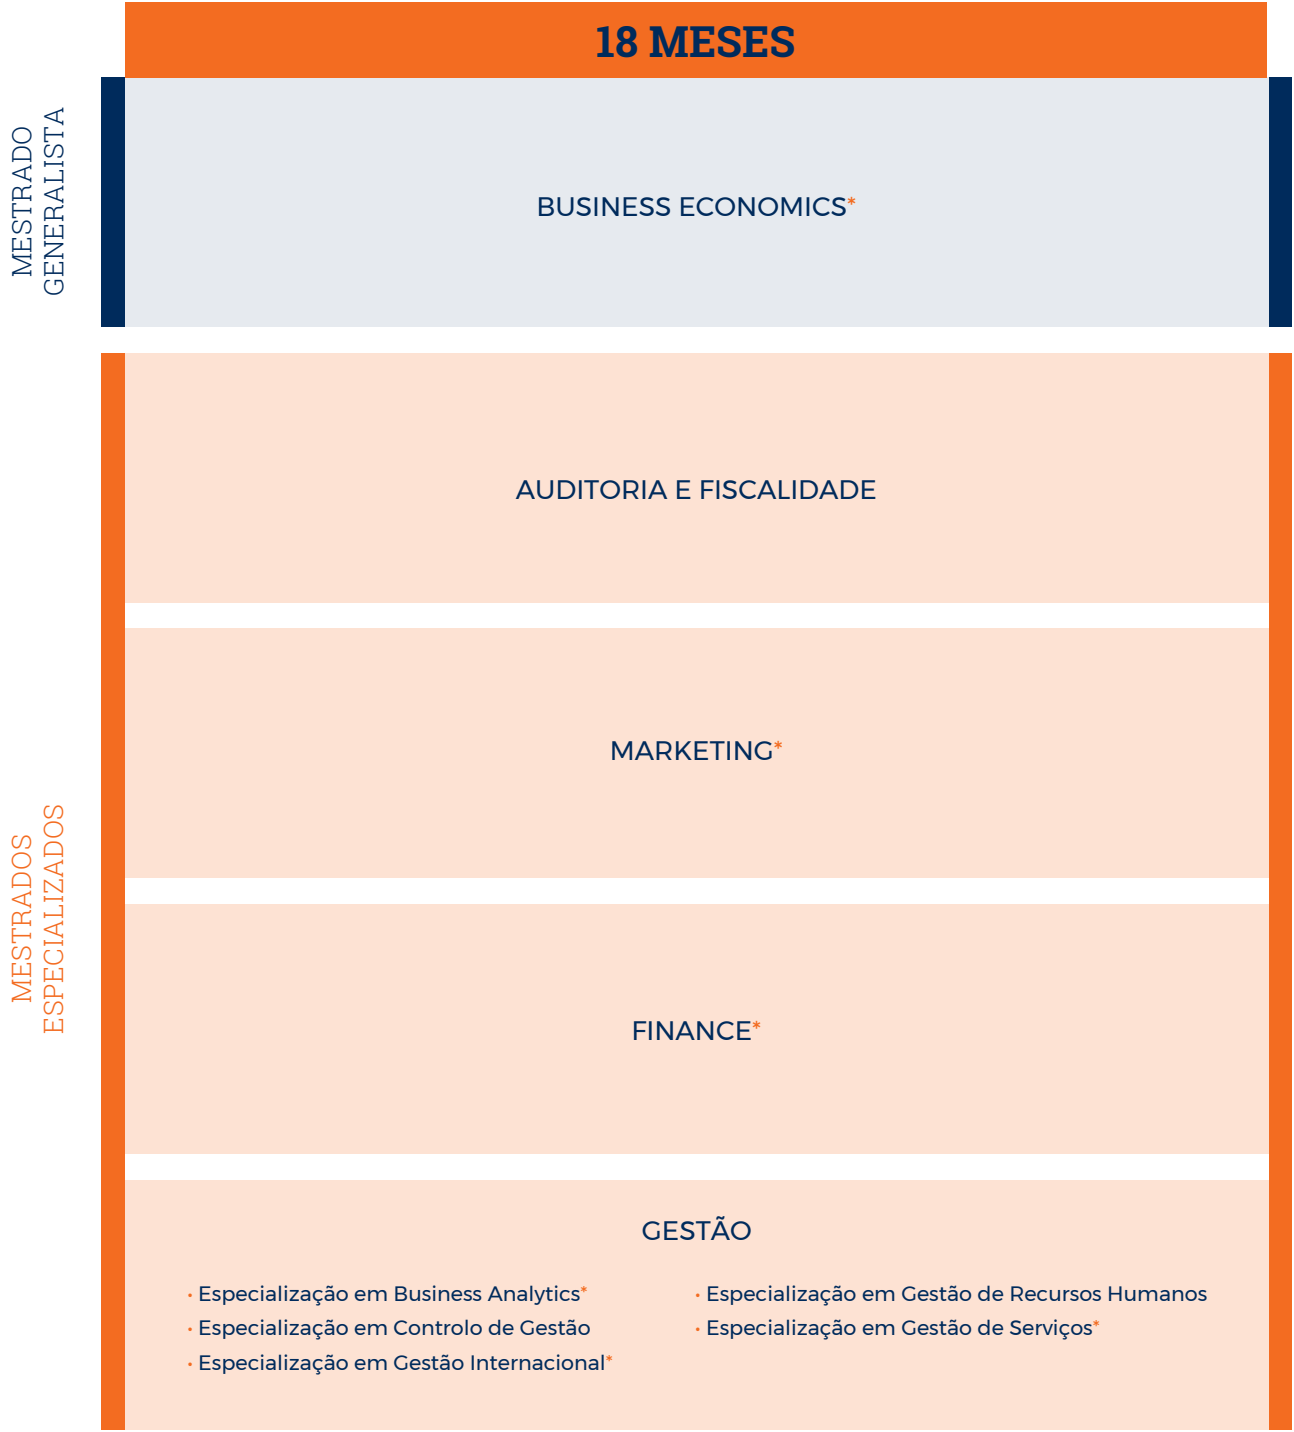 18 MESES
MESTRADO
GENERALISTA
BUSINESS ECONOMICS*
MESTRADOS
ESPECIALIZADOS
AUDITORIA E FISCALIDADE
MARKETING*
FINANCE*
GESTÃO
• Especialização em Business Analytics*
• Especialização em Controlo de Gestão
• Especialização em Gestão Internacional*
• Especialização em Gestão de Recursos Humanos
• Especialização em Gestão de Serviços*